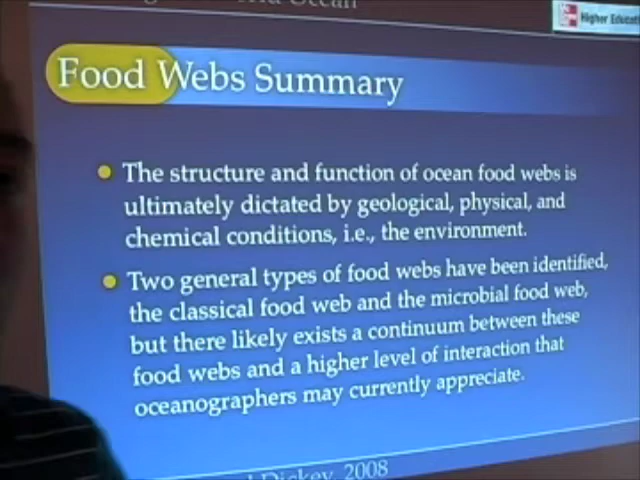 Ocean
Higher Educati
Food Webs Summary
The structure and function of ocean food webs is
ultimately dictated by geological, physical, and
chemical conditions, i.e., the environment.
Two general types of food webs have been identified,
the classical food web and the microbial food web,
but there likely exists a continuum between these
food webs and a higher level of interaction that
oceanographers may currently appreciate.
Dickey, 2008